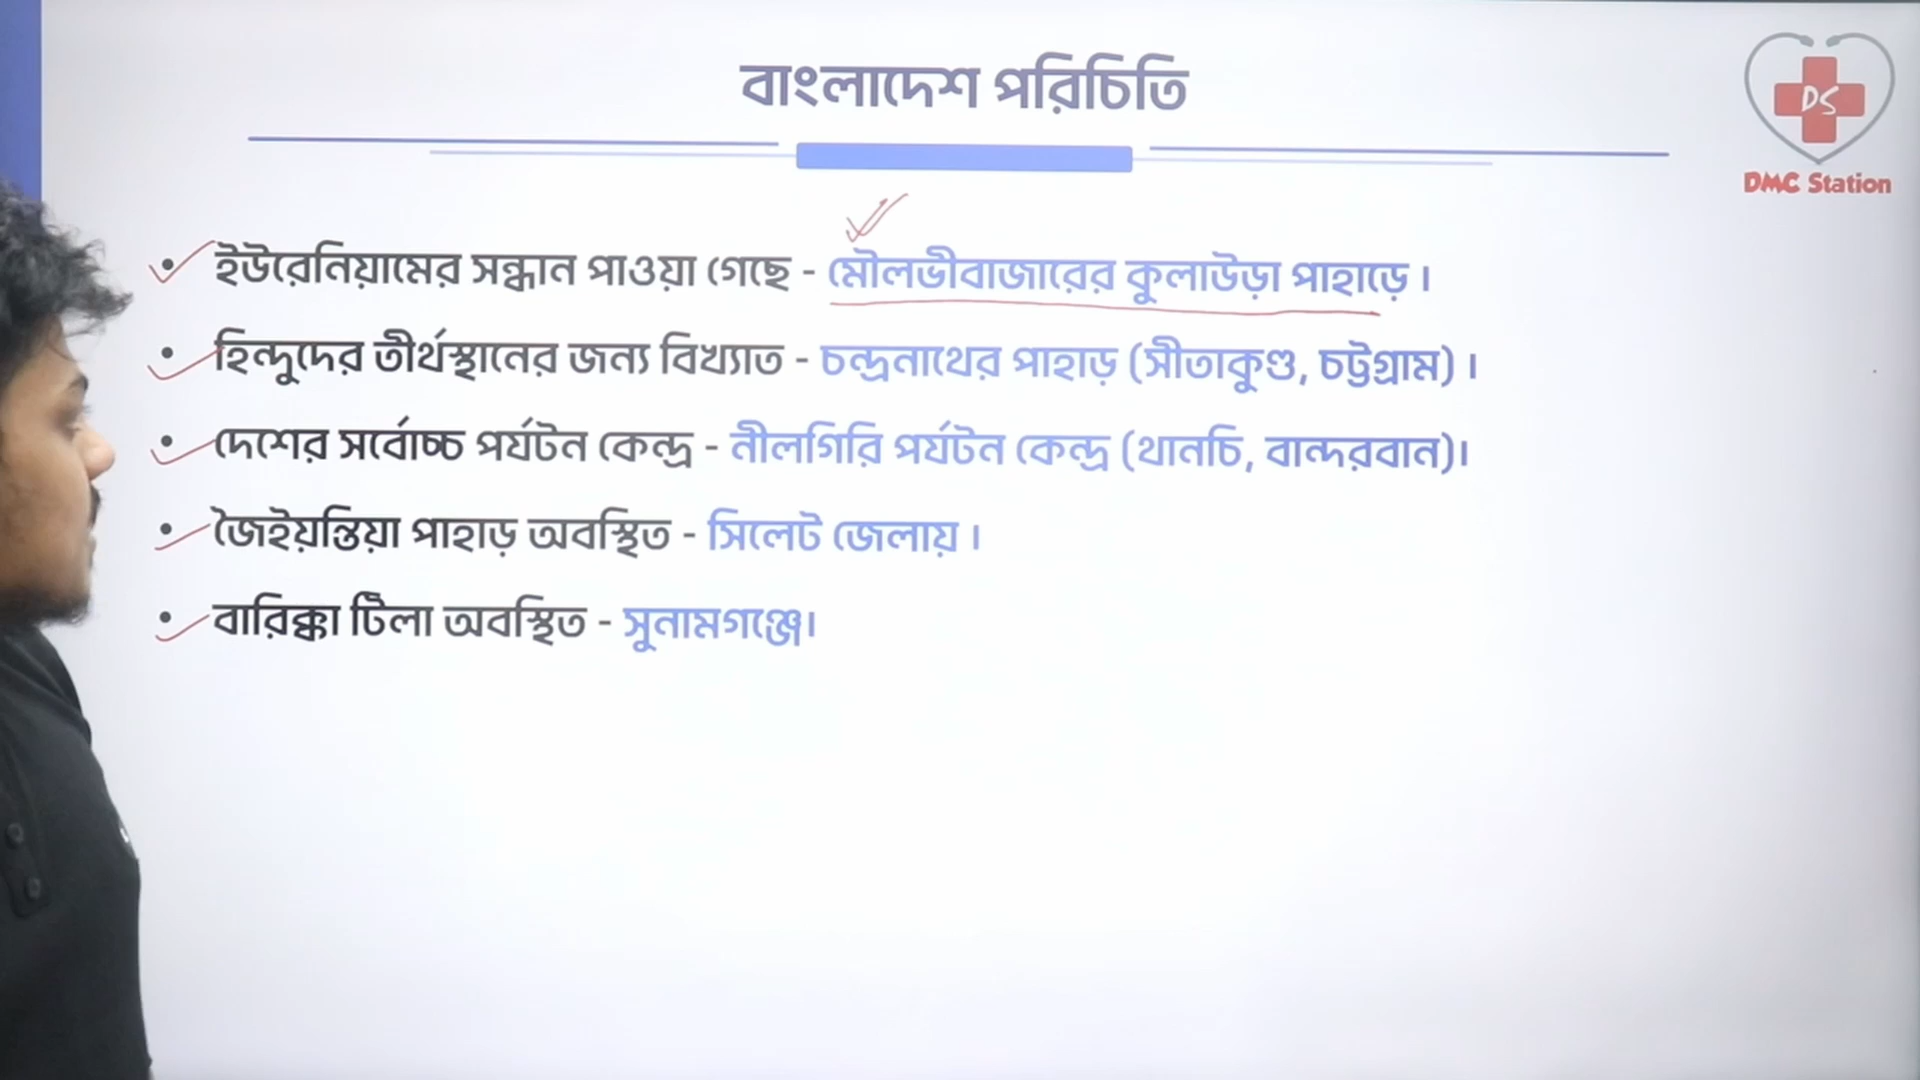 বাংলাদেশ পরিচিতি
DS
DMC Station
• ইউরেনিয়ামের সন্ধান পাওয়া গেছে - মৌলভীবাজারের কুলাউড়া পাহাড়ে ।
• হিন্দুদের তীর্থস্থানের জন্য বিখ্যাত - চন্দ্রনাথের পাহাড় (সীতাকুণ্ড, চট্টগ্রাম) ।
• দেশের সর্বোচ্চ পর্যটন কেন্দ্র - নীলগিরি পর্যটন কেন্দ্র (থানচি, বান্দরবান)।
• জৈইয়ন্তিয়া পাহাড় অবস্থিত - সিলেট জেলায় ।
• বারিক্কা টিলা অবস্থিত - সুনামগঞ্জে।